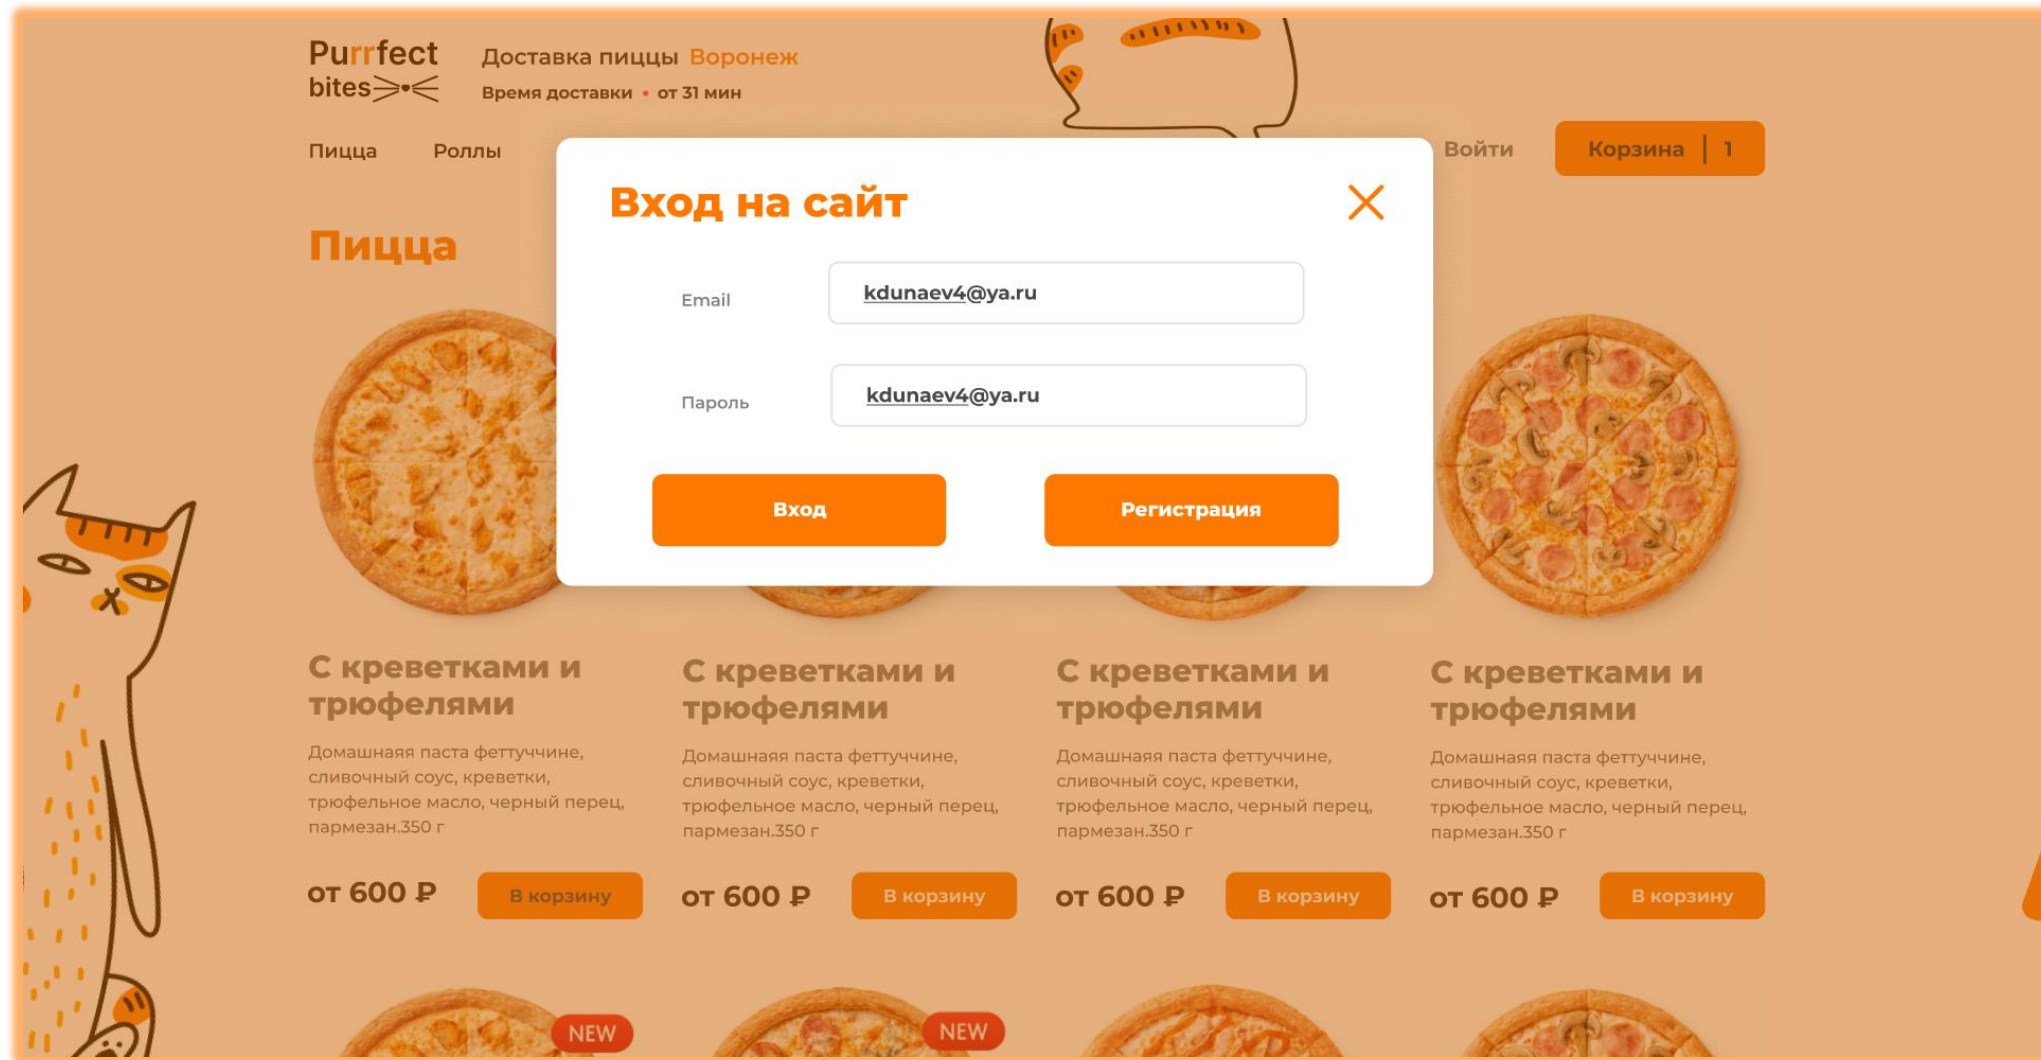 Purrfect
bites
Доставка пиццы Воронеж
Время доставки • от 31 мин
Пицца Роллы
Войти
Корзина | 1
Вход на сайт
Email
kdunaev4@ya.ru
Пароль
kdunaev4@ya.ru
Вход
Регистрация
Пицца
С креветками и
трюфелями
Домашнаяя паста феттуччине,
сливочный соус, креветки,
трюфельное масло, черный перец,
пармезан.350 г
от 600 ₽
В корзину
С креветками и
трюфелями
Домашнаяя паста феттуччине,
сливочный соус, креветки,
трюфельное масло, черный перец,
пармезан.350 г
от 600 ₽
В корзину
С креветками и
трюфелями
Домашнаяя паста феттуччине,
сливочный соус, креветки,
трюфельное масло, черный перец,
пармезан.350 г
от 600 ₽
В корзину
С креветками и
трюфелями
Домашнаяя паста феттуччине,
сливочный соус, креветки,
трюфельное масло, черный перец,
пармезан.350 г
от 600 ₽
В корзину
NEW
NEW